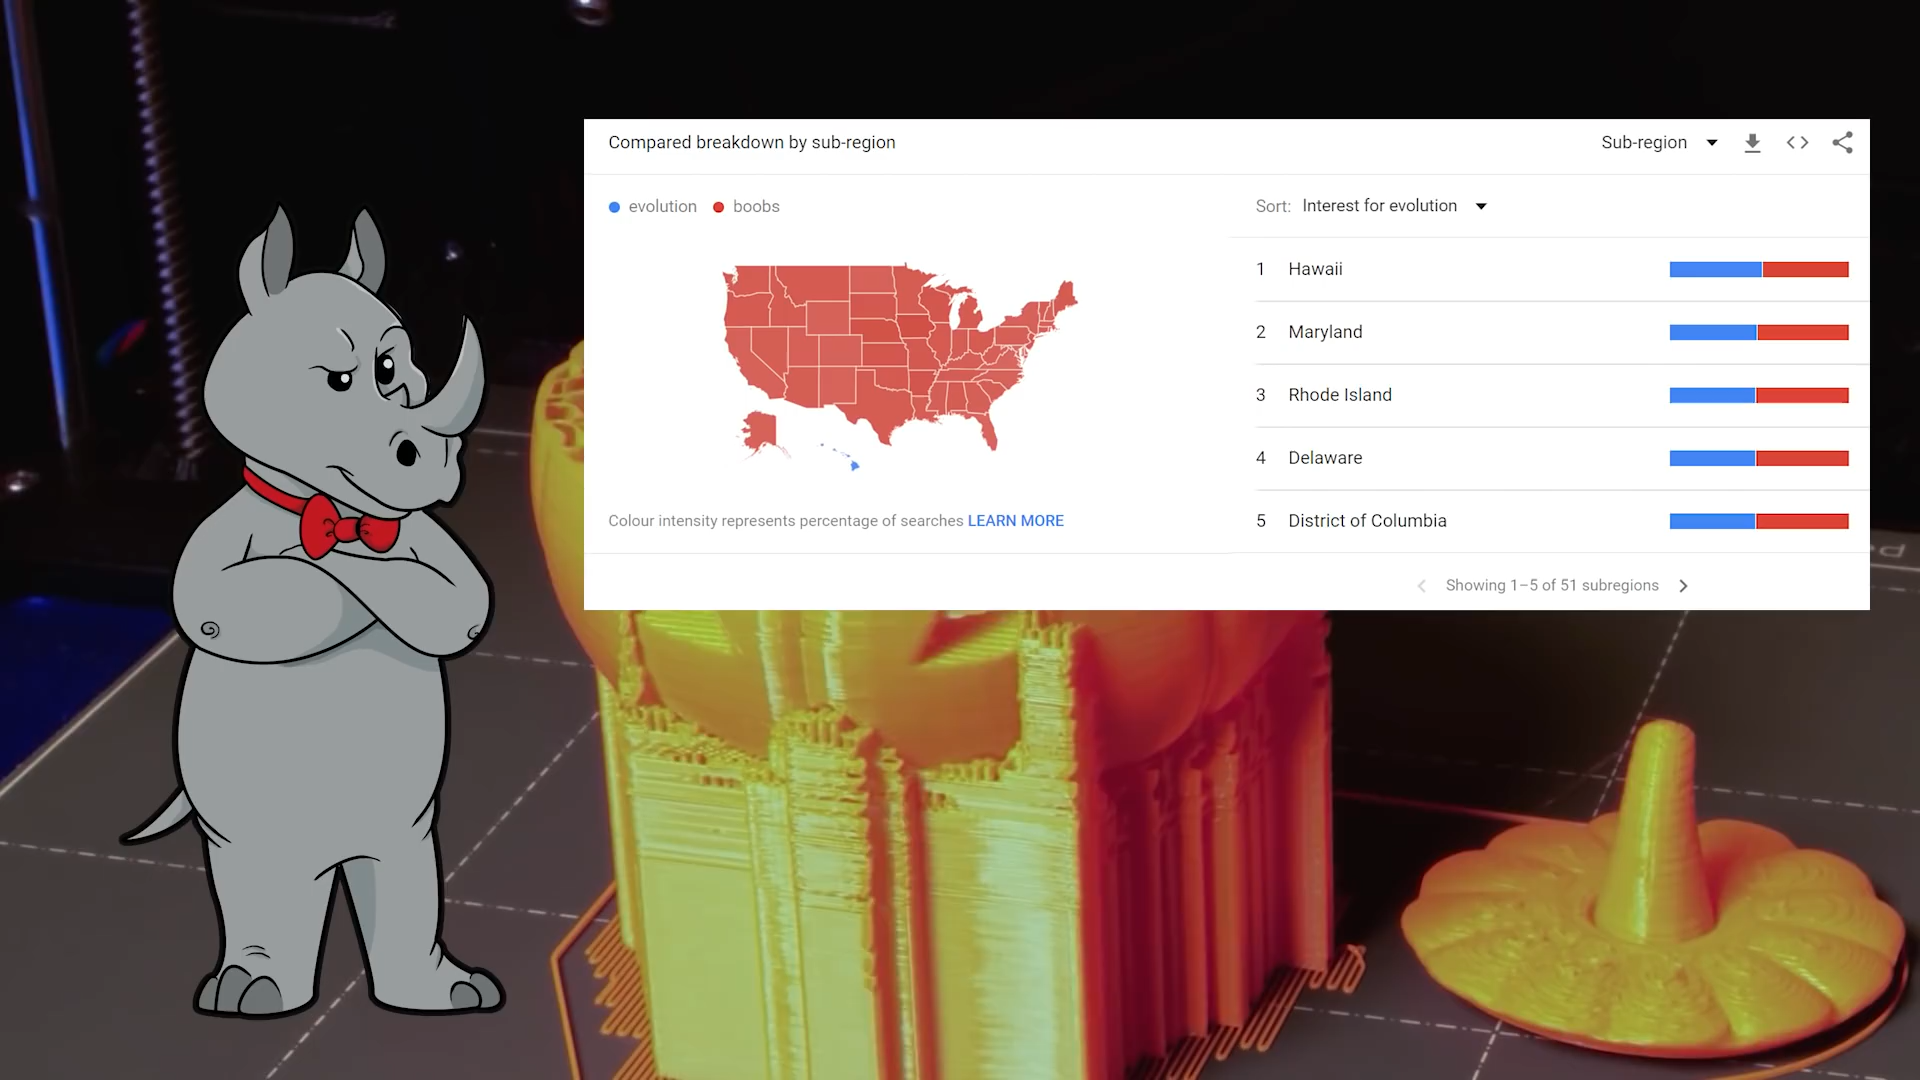 Compared breakdown by sub-region
Sub-region
evolution boobs
Sort: Interest for evolution
1 Hawaii
2 Maryland
3 Rhode Island
4 Delaware
5 District of Columbia
Colour intensity represents percentage of searches LEARN MORE
Showing 1–5 of 51 subregions